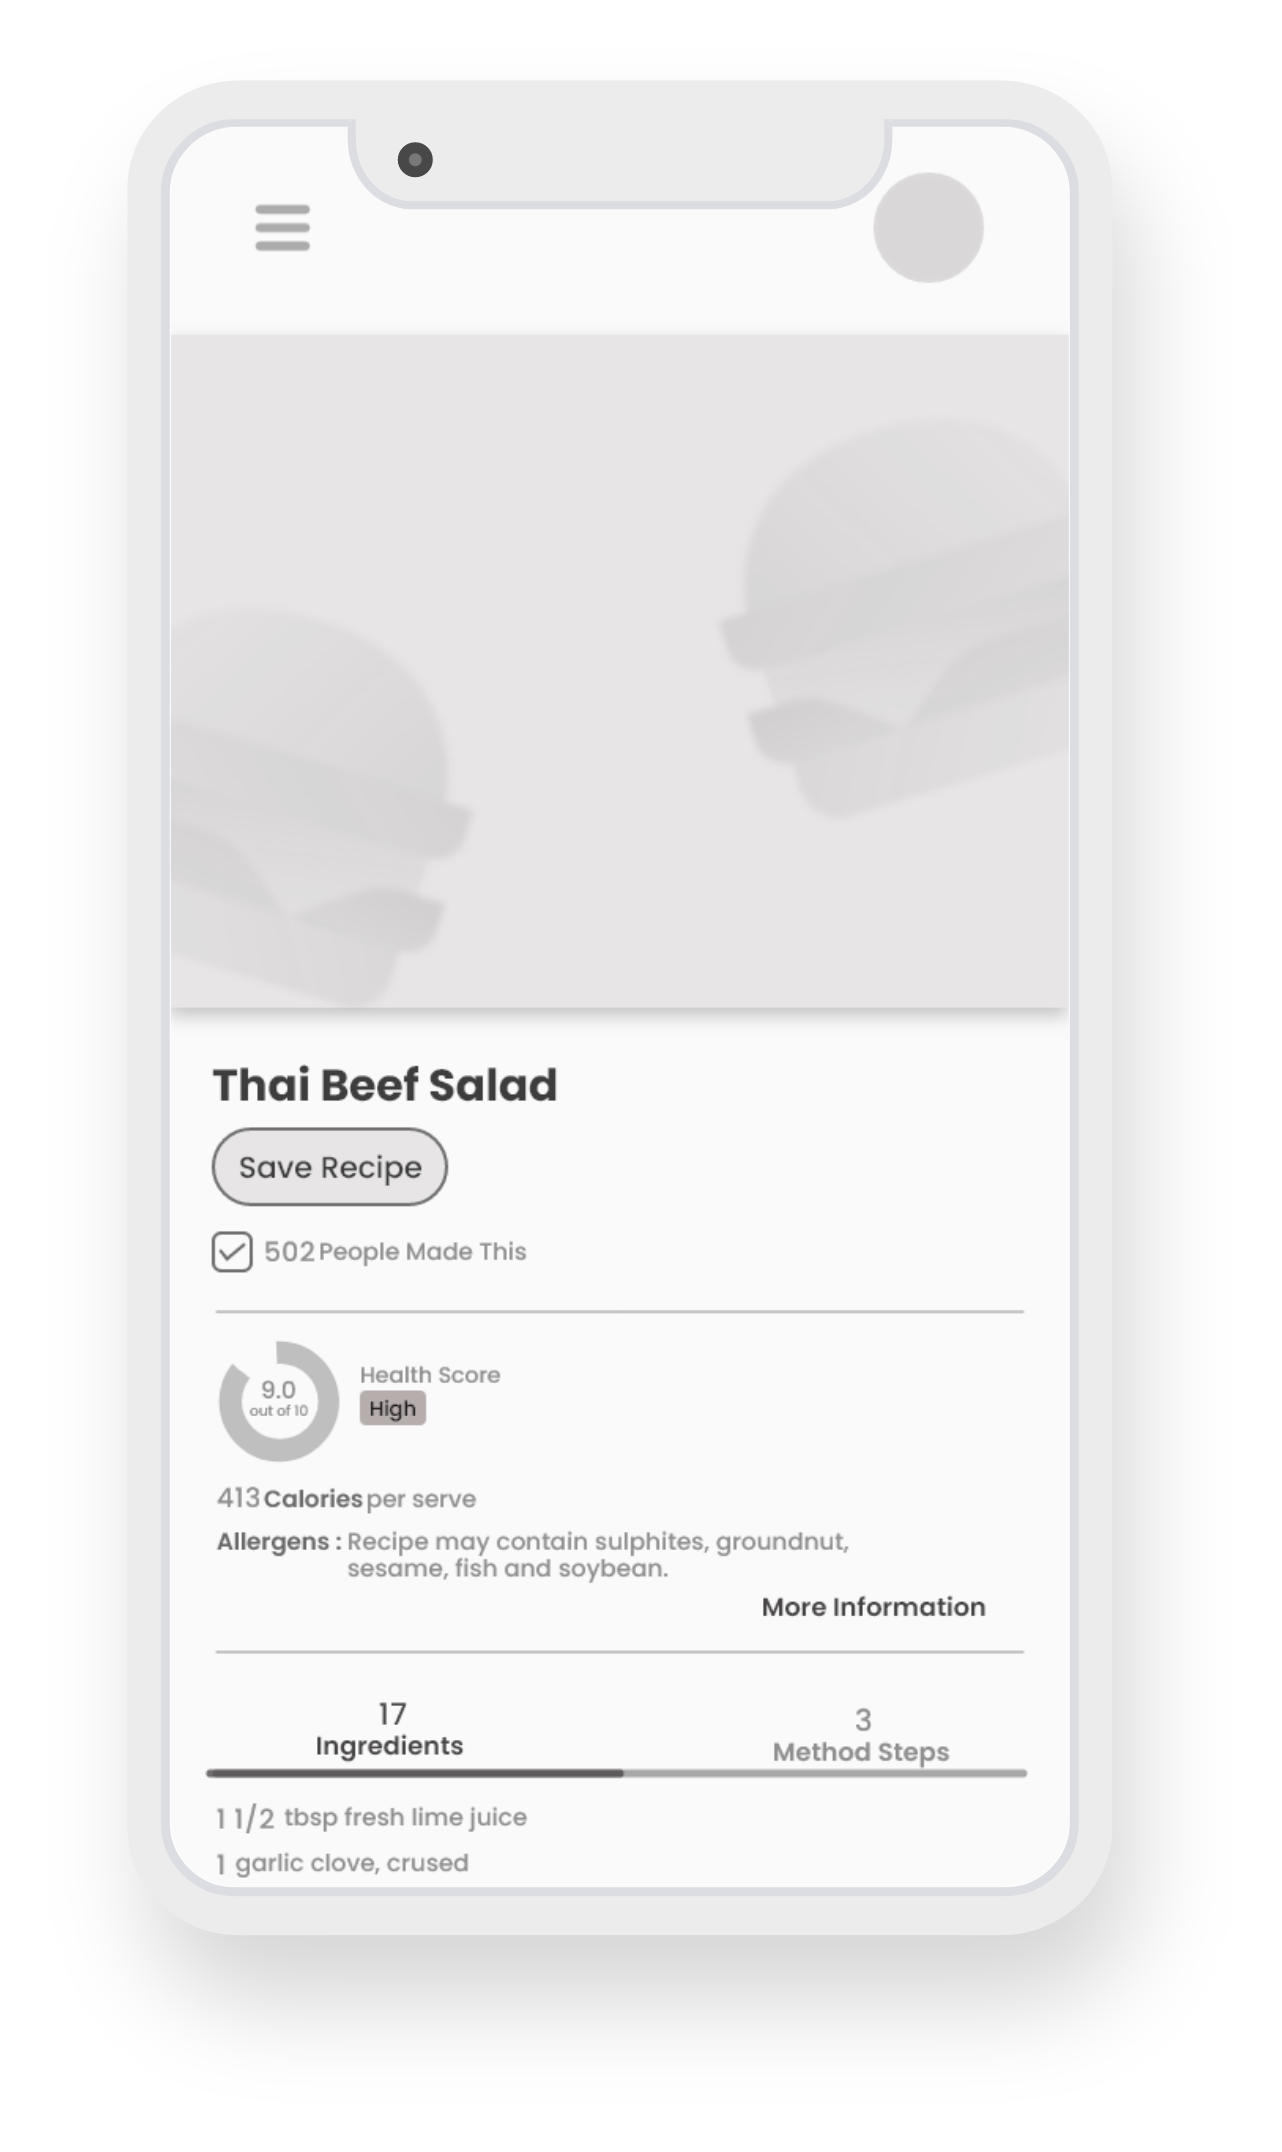 Thai Beef Salad
Save Recipe
502 People Made This
9.0
out of 10
Health Score
High
413 Calories per serve
Allergens : Recipe may contain sulphites, groundnut,
sesame, fish and soybean.
More Information
17
Ingredients
3
Method Steps
1 1/2 tbsp fresh lime juice
1 garlic clove, crused